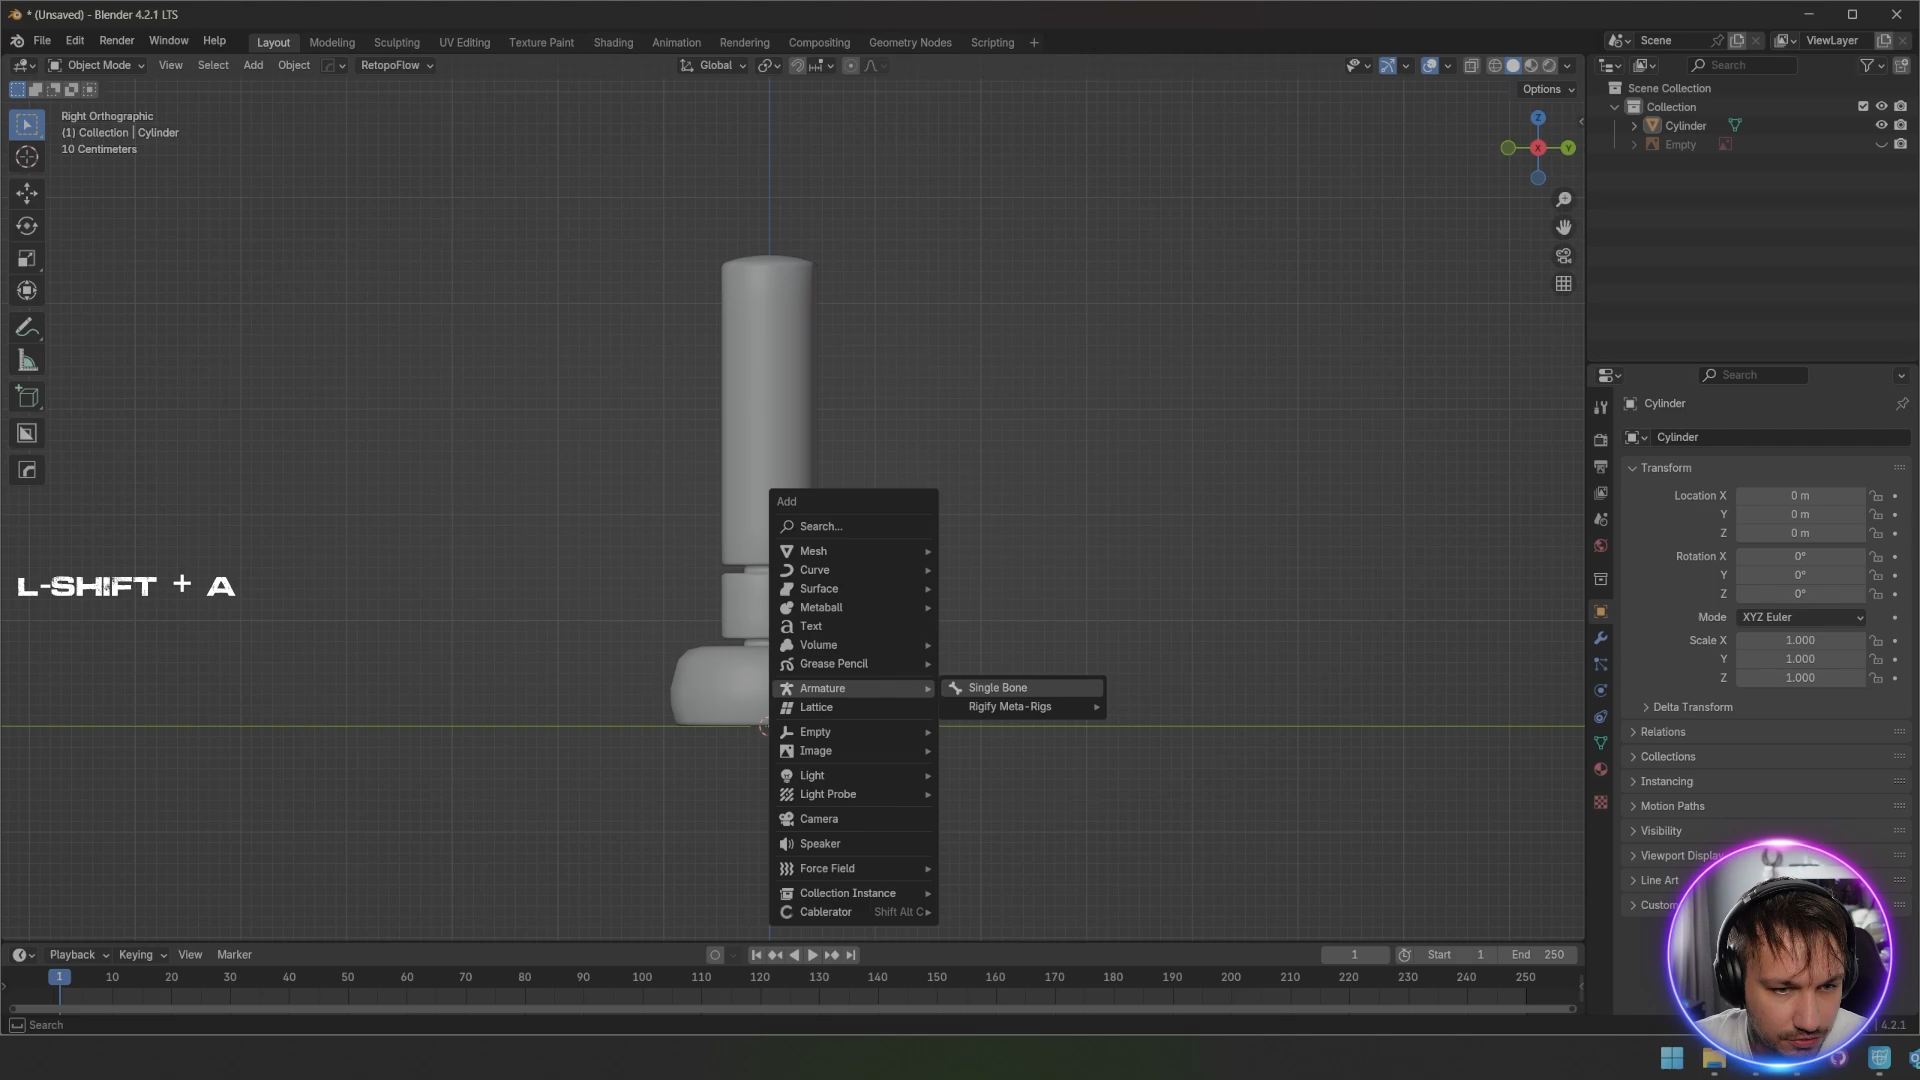 * (Unsaved) - Blender 4.2.1 LTS
File Edit Render Window Help
Layout Modeling Sculpting UV Editing Texture Paint Shading Animation Rendering Compositing Geometry Nodes Scripting +
Scene
ViewLayer
Object Mode View Select Add Object RetopoFlow
Global
Search
Options
Right Orthographic
(1) Collection | Cylinder
10 Centimeters
Z
X
Y
Scene Collection
Collection
Cylinder
Empty
L-SHIFT + A
Add
Search...
Mesh
Curve
Surface
Metaball
Text
Volume
Grease Pencil
Armature
Lattice
Empty
Image
Light
Light Probe
Camera
Speaker
Force Field
Collection Instance
Cablerator Shift Alt C
Single Bone
Rigify Meta-Rigs
Search
Cylinder
Cylinder
Transform
Location X 0 m
Y 0 m
Z 0 m
Rotation X 0°
Y 0°
Z 0°
Mode XYZ Euler
Scale X 1.000
Y 1.000
Z 1.000
Delta Transform
Relations
Collections
Instancing
Motion Paths
Visibility
Viewport Display
Line Art
Custom
Playback Keying View Marker
1 Start 1 End 250
1 10 20 30 40 50 60 70 80 90 100 110 120 130 140 150 160 170 180 190 200 210 220 230 240 250
Search
4.2.1